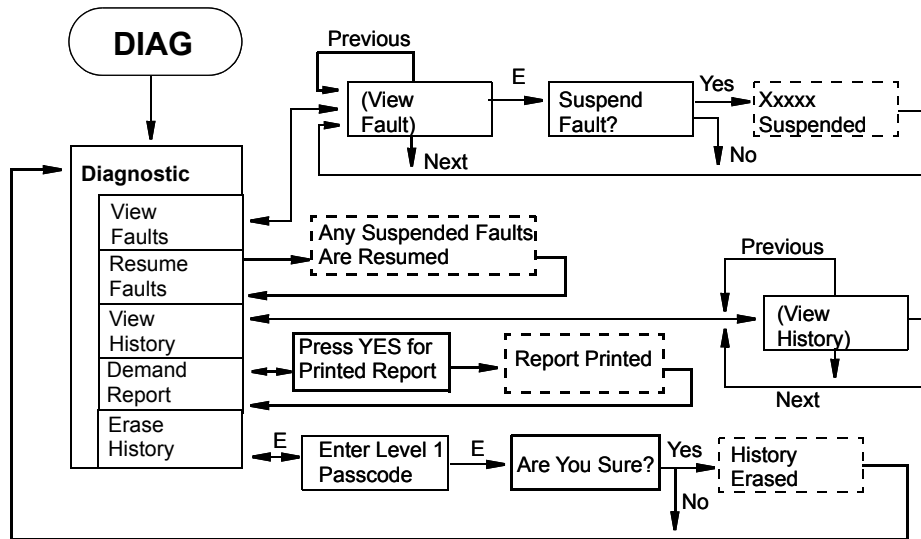 DIAG
Previous
(View
Fault)
E
Suspend
Fault?
Yes
Xxxxx
Suspended
No
Next
Diagnostic
View
Faults
Resume
Faults
View
History
Demand
Report
Erase
History
Any Suspended Faults
Are Resumed
Previous
(View
History)
Next
Press YES for
Printed Report
Report Printed
E
Enter Level 1
Passcode
E
Are You Sure?
Yes
No
History
Erased